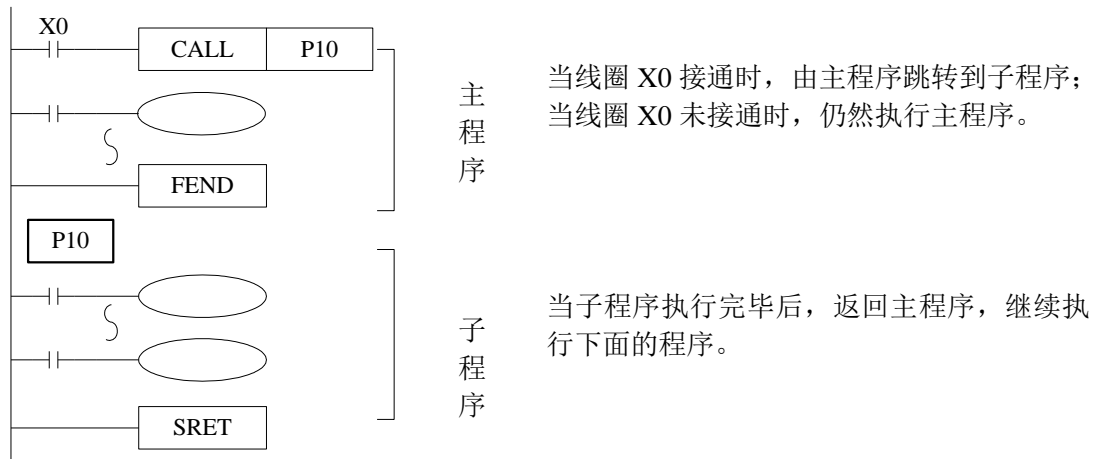 X0
CALL P10
主程序
当线圈 X0 接通时，由主程序跳转到子程序；
当线圈 X0 未接通时，仍然执行主程序。
FEND
P10
子程序
当子程序执行完毕后，返回主程序，继续执
行下面的程序。
SRET